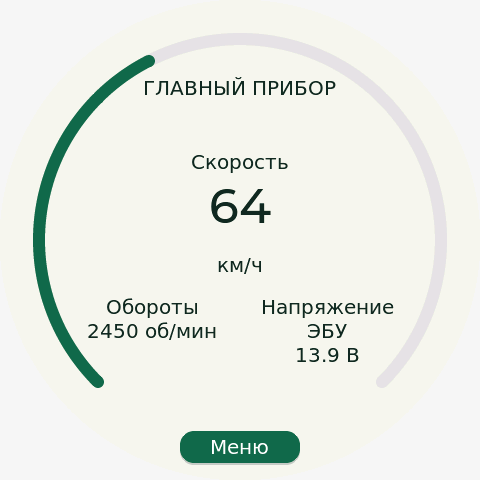 ГЛАВНЫЙ ПРИБОР
Скорость
64
км/ч
Обороты
2450 об/мин
Напряжение
ЭБУ
13.9 В
Меню